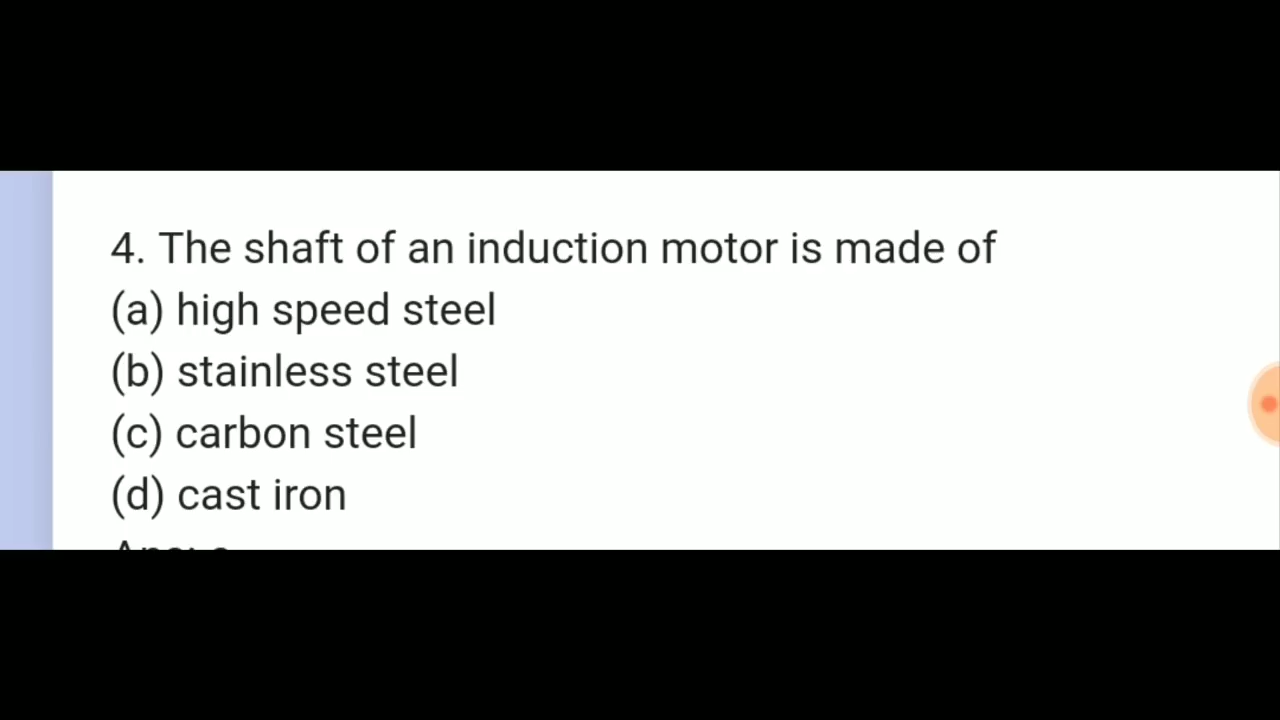 4. The shaft of an induction motor is made of
(a) high speed steel
(b) stainless steel
(c) carbon steel
(d) cast iron